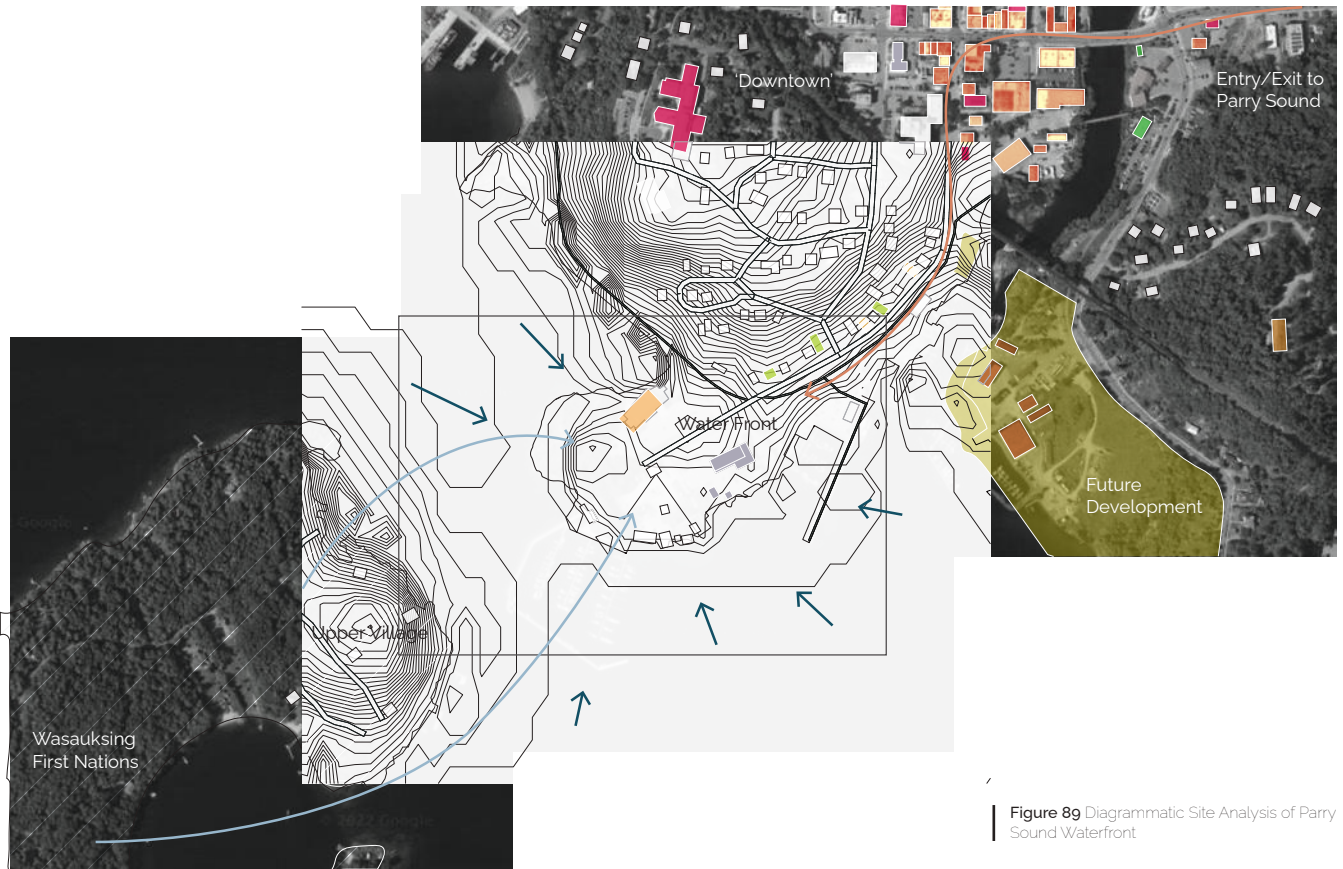 'Downtown'
Entry/Exit to
Parry Sound
Water Front
Future
Development
Google
Upper Village
Wasauksing
First Nations
© 2022 Google
Figure 89 Diagrammatic Site Analysis of Parry
Sound Waterfront